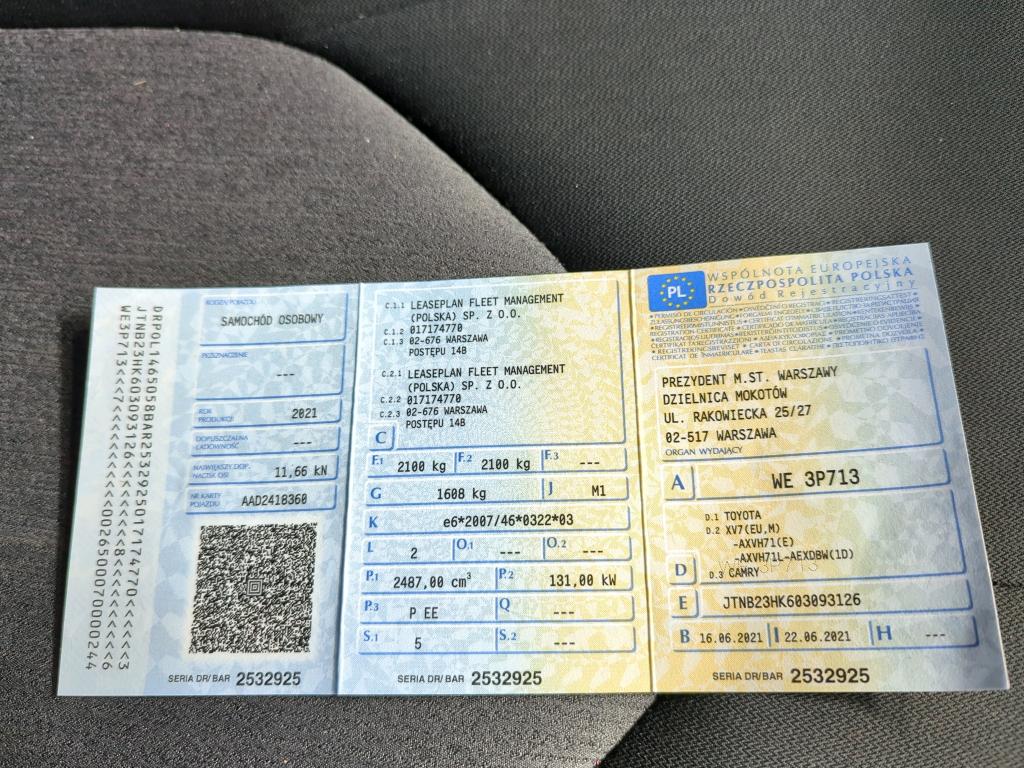 DRPOL1465058BAR2532925017174770<<<<<<3
RODZAJ POJAZDU
SAMOCHÓD OSOBOWY
PRZEZNACZENIE
---
ROK
PRODUKCJI
2021
DOPUSZCZALNA
ŁADOWNOŚĆ
---
NAJWIĘKSZY DOP.
NACISK OSI
11,66 kN
NR KARTY
POJAZDU
AAD2418360
SERIA DR/BAR 2532925
C.1.1 LEASEPLAN FLEET MANAGEMENT
(POLSKA) SP. Z O.O.
C.1.2 017174770
C.1.3 02-676 WARSZAWA
POSTĘPU 14B
C.2.1 LEASEPLAN FLEET MANAGEMENT
(POLSKA) SP. Z O.O.
C.2.2 017174770
C.2.3 02-676 WARSZAWA
POSTĘPU 14B
C
F.1 2100 kg F.2 2100 kg F.3 ---
G 1608 kg J M1
K e6*2007/46*0322*03
L 2 O.1 --- O.2 ---
P.1 2487,00 cm³ P.2 131,00 kW
P.3 P EE Q ---
S.1 5 S.2 ---
SERIA DR/BAR 2532925
PL
WSPÓLNOTA EUROPEJSKA
RZECZPOSPOLITA POLSKA
Dowód Rejestracyjny
PREZYDENT M.ST. WARSZAWY
DZIELNICA MOKOTÓW
UL. RAKOWIECKA 25/27
02-517 WARSZAWA
ORGAN WYDAJĄCY
A WE 3P713
D.1 TOYOTA
D.2 XV7(EU,M)
-AXVH71(E)
-AXVH71L-AEXDBW(1D)
D D.3 CAMRY
E JTNB23HK603093126
B 16.06.2021 I 22.06.2021 H ---
SERIA DR/BAR 2532925